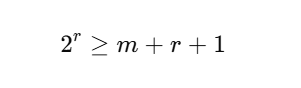 2^r ≥ m + r + 1